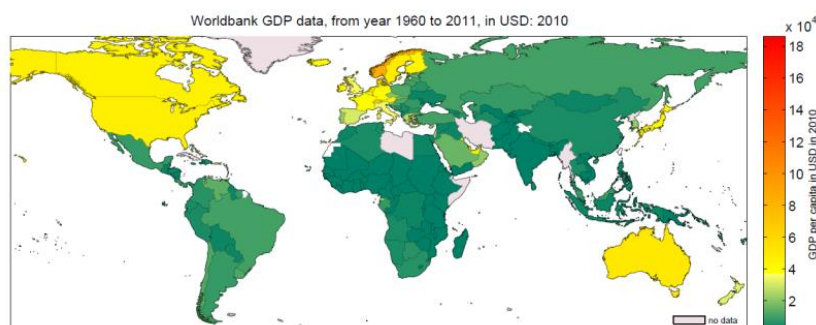 Worldbank GDP data, from year 1960 to 2011, in USD: 2010
x 10⁴
18
16
14
12
10
8
6
4
2
GDP per capita in USD in 2010
no data